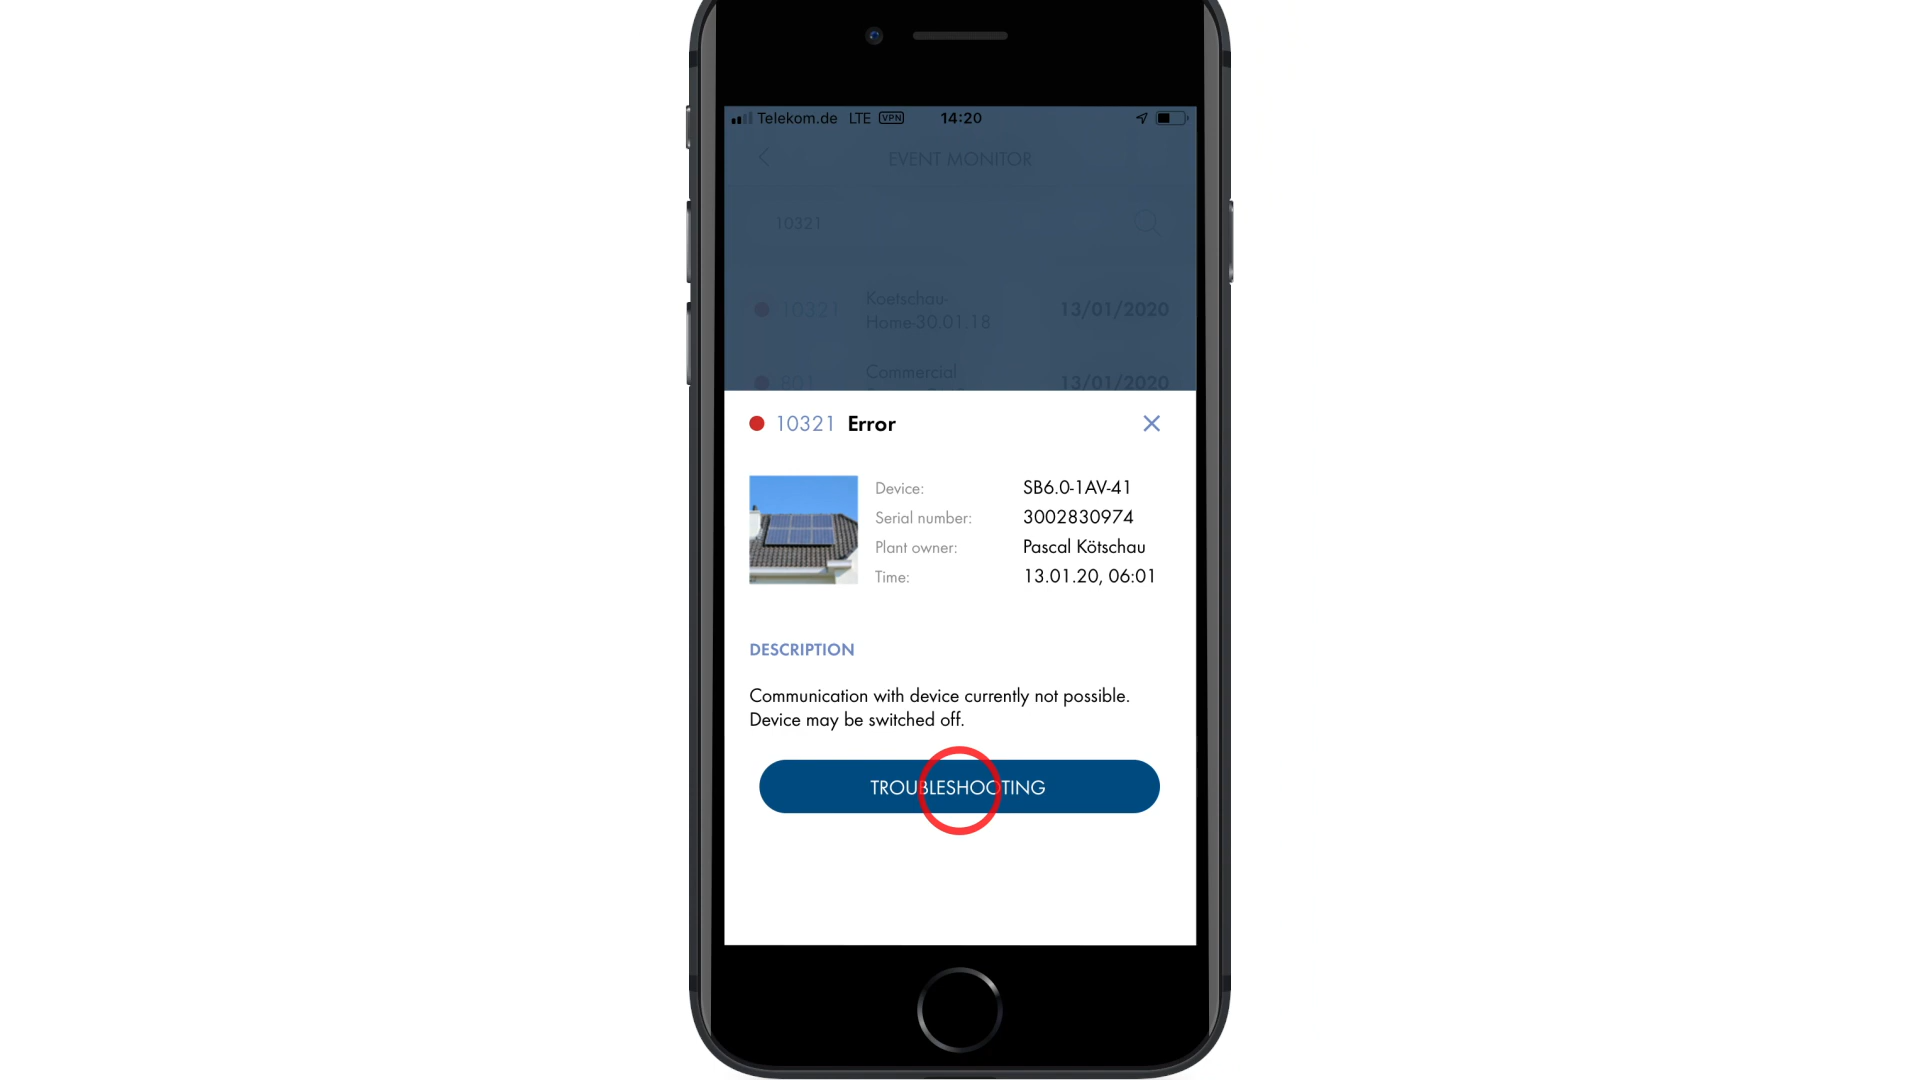 Telekom.de LTE VPN 14:20
EVENT MONITOR
10321
10321 Koetschau-
Home-30.01.18 13/01/2020
801 Commercial
13/01/2020
10321 Error
Device: SB6.0-1AV-41
Serial number: 3002830974
Plant owner: Pascal Kötschau
Time: 13.01.20, 06:01
DESCRIPTION
Communication with device currently not possible.
Device may be switched off.
TROUBLESHOOTING